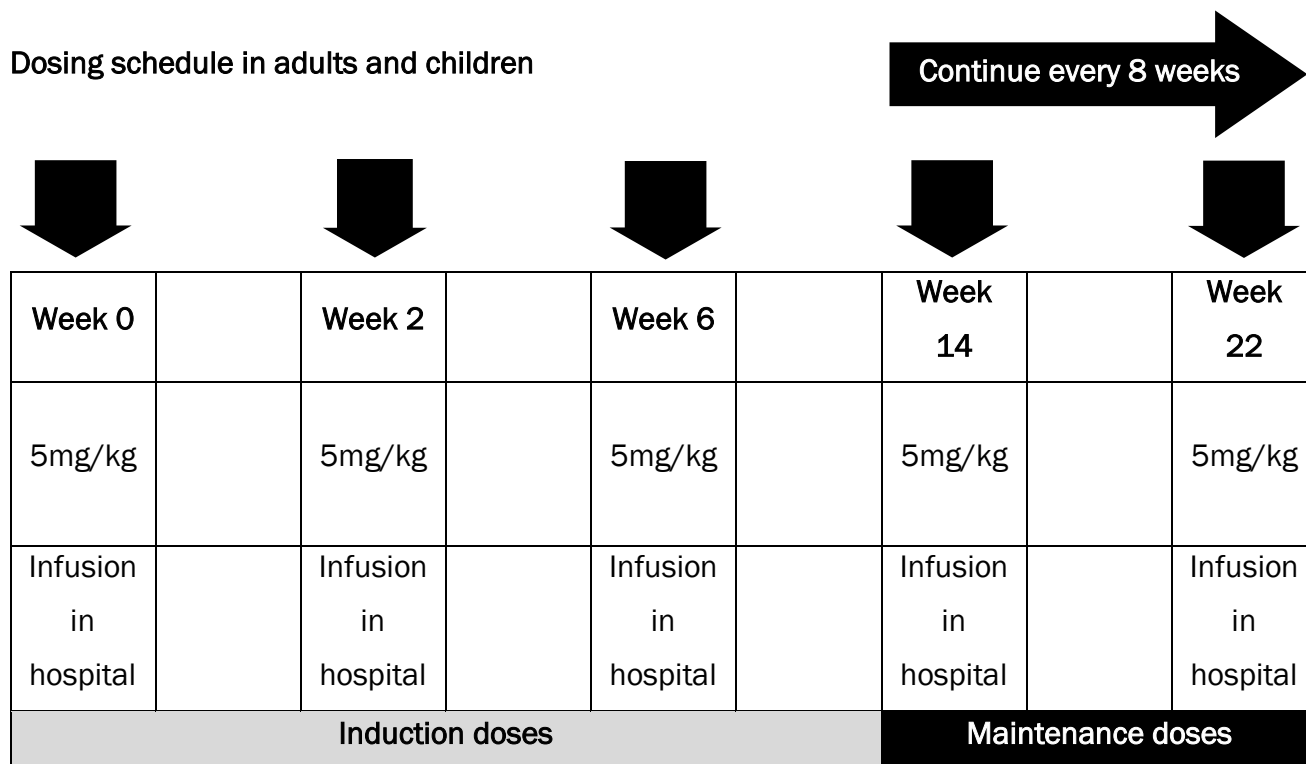 Dosing schedule in adults and children
Continue every 8 weeks
Week 0
Week 2
Week 6
Week
14
Week
22
5mg/kg
5mg/kg
5mg/kg
5mg/kg
5mg/kg
Infusion
in
hospital
Infusion
in
hospital
Infusion
in
hospital
Infusion
in
hospital
Infusion
in
hospital
Induction doses
Maintenance doses